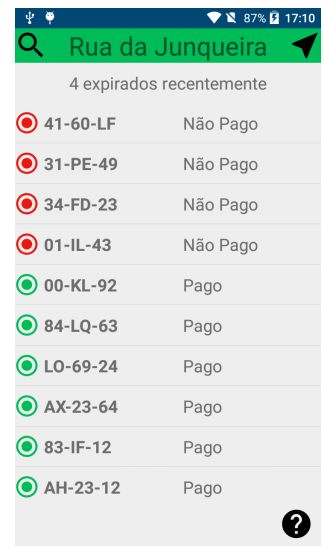 87% 17:10
Rua da Junqueira
4 expirados recentemente
41-60-LF Não Pago
31-PE-49 Não Pago
34-FD-23 Não Pago
01-IL-43 Não Pago
00-KL-92 Pago
84-LQ-63 Pago
LO-69-24 Pago
AX-23-64 Pago
83-IF-12 Pago
AH-23-12 Pago
?